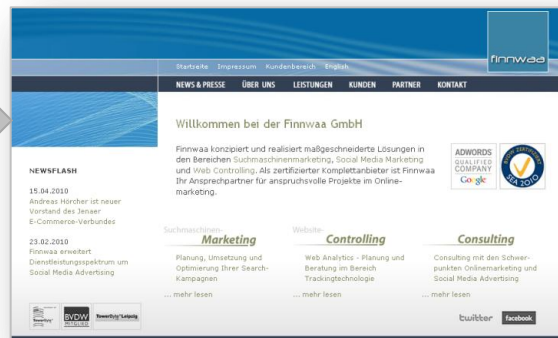 finnwaa
Startseite Impressum Kundenbereich English
NEWS & PRESSE ÜBER UNS LEISTUNGEN KUNDEN PARTNER KONTAKT
Willkommen bei der Finnwaa GmbH
Finnwaa konzipiert und realisiert maßgeschneiderte Lösungen in
den Bereichen Suchmaschinenmarketing, Social Media Marketing
und Web Controlling. Als zertifizierter Komplettanbieter ist Finnwaa
Ihr Ansprechpartner für anspruchsvolle Projekte im Online-
marketing.
ADWORDS
QUALIFIED
COMPANY
Google
BVDW ZERTIFIZIERT
SEA 2010
NEWSFLASH
15.04.2010
Andreas Hörcher ist neuer
Vorstand des Jenaer
E-Commerce-Verbundes
23.02.2010
Finnwaa erweitert
Dienstleistungsspektrum um
Social Media Advertising
Suchmaschinen-
Marketing
Planung, Umsetzung und
Optimierung Ihrer Search-
Kampagnen
... mehr lesen
Website-
Controlling
Web Analytics - Planung und
Beratung im Bereich
Trackingtechnologie
... mehr lesen
Consulting
Consulting mit den Schwer-
punkten Onlinemarketing und
Social Media Advertising
... mehr lesen
BVDW
MITGLIED
TowerByte Leipzig
twitter facebook